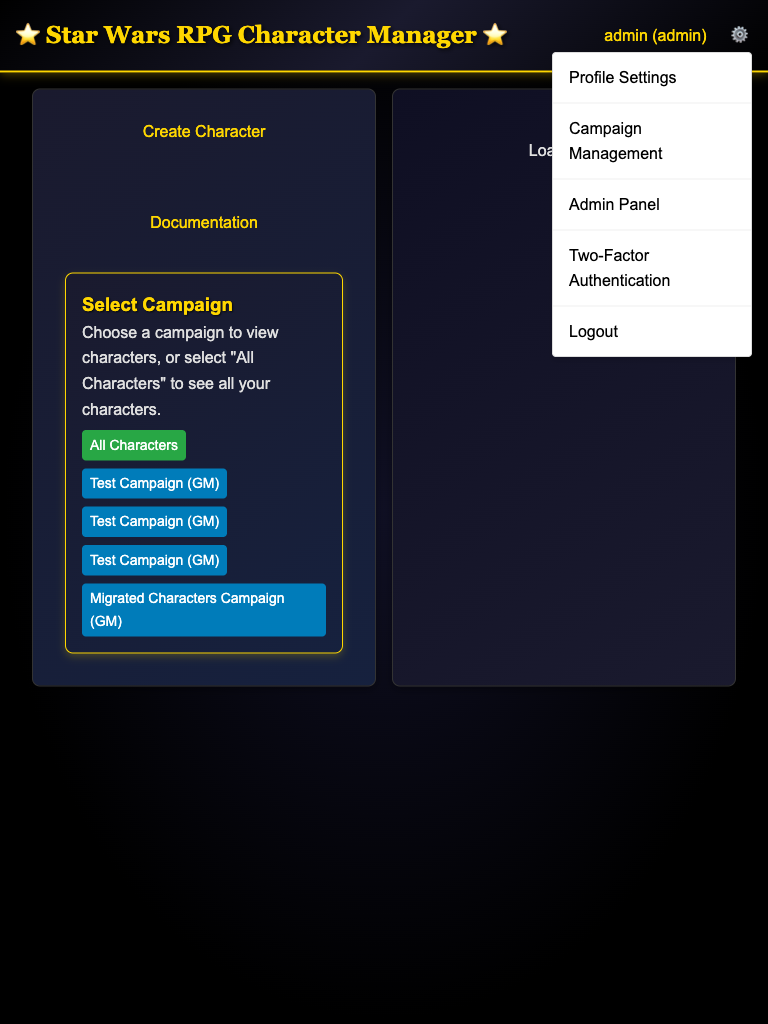 ⭐ Star Wars RPG Character Manager ⭐
admin (admin)
Profile Settings
Campaign
Management
Admin Panel
Two-Factor
Authentication
Logout
Create Character
Documentation
Select Campaign
Choose a campaign to view
characters, or select "All
Characters" to see all your
characters.
All Characters
Test Campaign (GM)
Test Campaign (GM)
Test Campaign (GM)
Migrated Characters Campaign
(GM)